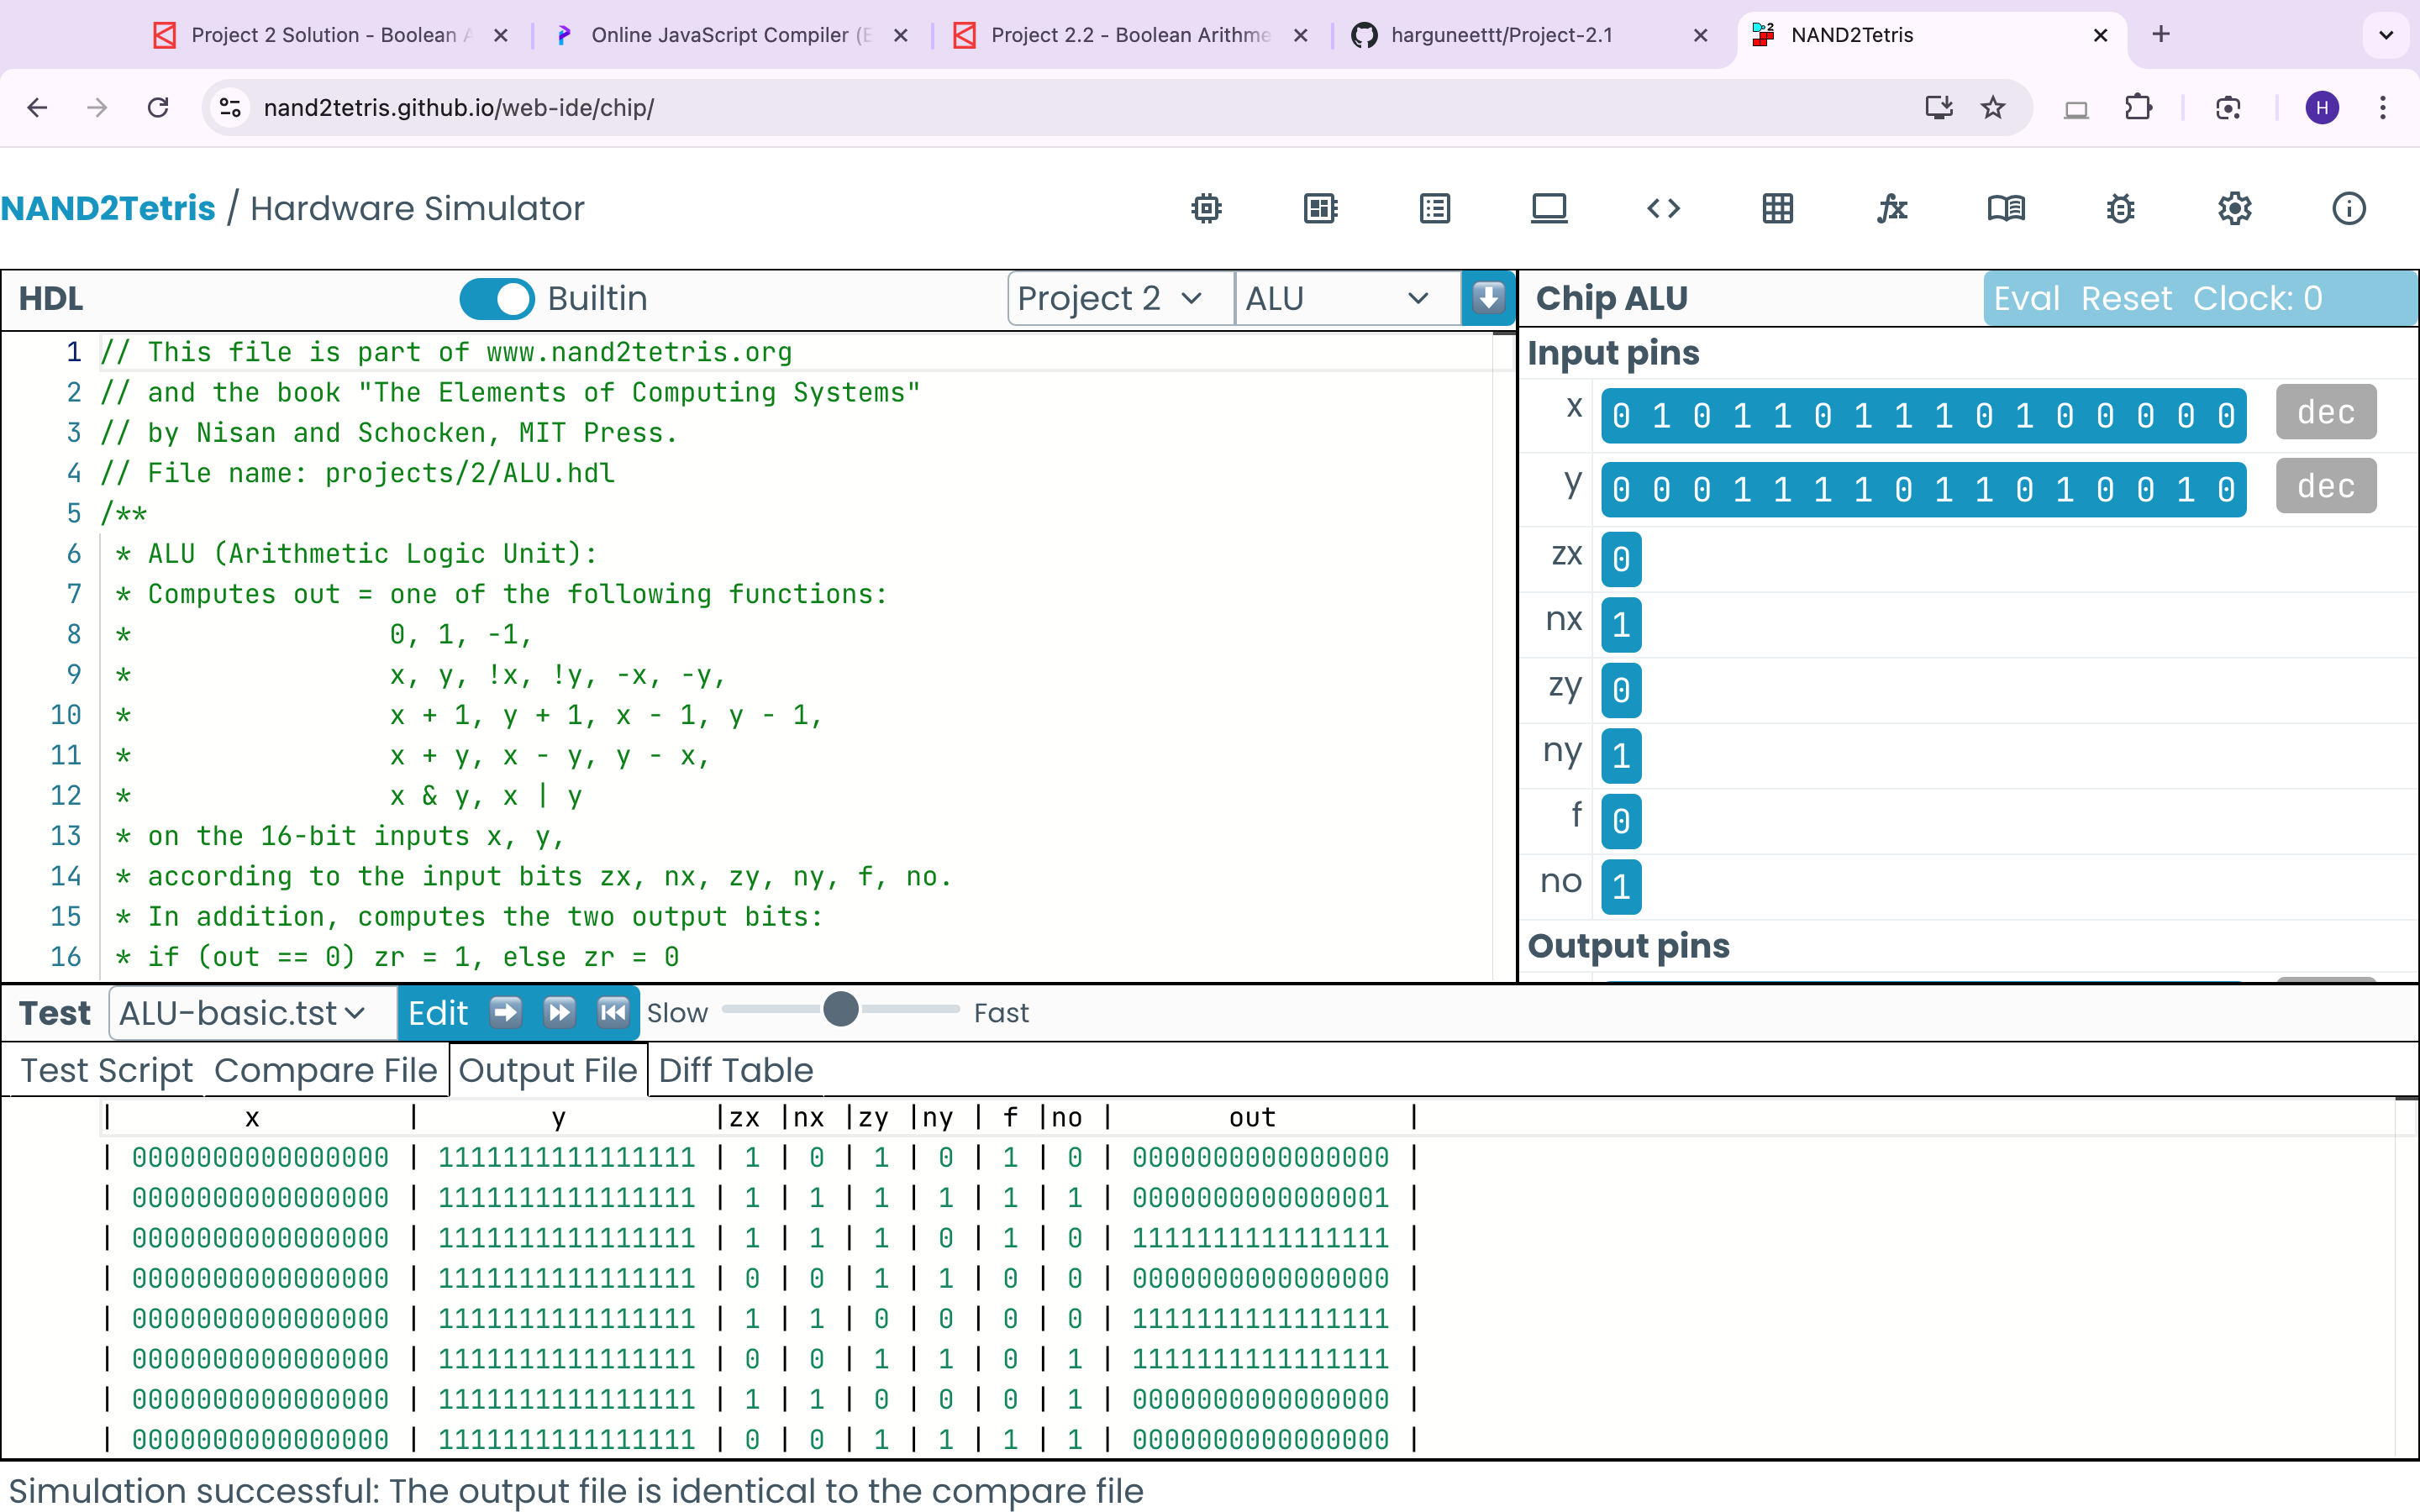 Project 2 Solution - Boolean A
Online JavaScript Compiler (E
Project 2.2 - Boolean Arithme
harguneettt/Project-2.1
NAND2Tetris
nand2tetris.github.io/web-ide/chip/
H
NAND2Tetris / Hardware Simulator
HDL
Builtin
Project 2
ALU
1 // This file is part of www.nand2tetris.org
2 // and the book "The Elements of Computing Systems"
3 // by Nisan and Schocken, MIT Press.
4 // File name: projects/2/ALU.hdl
5 /**
6 * ALU (Arithmetic Logic Unit):
7 * Computes out = one of the following functions:
8 * 0, 1, -1,
9 * x, y, !x, !y, -x, -y,
10 * x + 1, y + 1, x - 1, y - 1,
11 * x + y, x - y, y - x,
12 * x & y, x | y
13 * on the 16-bit inputs x, y,
14 * according to the input bits zx, nx, zy, ny, f, no.
15 * In addition, computes the two output bits:
16 * if (out == 0) zr = 1, else zr = 0
Chip ALU
Eval Reset Clock: 0
Input pins
x 0 1 0 1 1 0 1 1 1 0 1 0 0 0 0 0 dec
y 0 0 0 1 1 1 1 0 1 1 0 1 0 0 1 0 dec
zx 0
nx 1
zy 0
ny 1
f 0
no 1
Output pins
Test ALU-basic.tst Edit Slow Fast
Test Script Compare File Output File Diff Table
| x | y |zx |nx |zy |ny | f |no | out |
| 0000000000000000 | 1111111111111111 | 1 | 0 | 1 | 0 | 1 | 0 | 0000000000000000 |
| 0000000000000000 | 1111111111111111 | 1 | 1 | 1 | 1 | 1 | 1 | 0000000000000001 |
| 0000000000000000 | 1111111111111111 | 1 | 1 | 1 | 0 | 1 | 0 | 1111111111111111 |
| 0000000000000000 | 1111111111111111 | 0 | 0 | 1 | 1 | 0 | 0 | 0000000000000000 |
| 0000000000000000 | 1111111111111111 | 1 | 1 | 0 | 0 | 0 | 0 | 1111111111111111 |
| 0000000000000000 | 1111111111111111 | 0 | 0 | 1 | 1 | 0 | 1 | 1111111111111111 |
| 0000000000000000 | 1111111111111111 | 1 | 1 | 0 | 0 | 0 | 1 | 0000000000000000 |
| 0000000000000000 | 1111111111111111 | 0 | 0 | 1 | 1 | 1 | 1 | 0000000000000000 |
Simulation successful: The output file is identical to the compare file